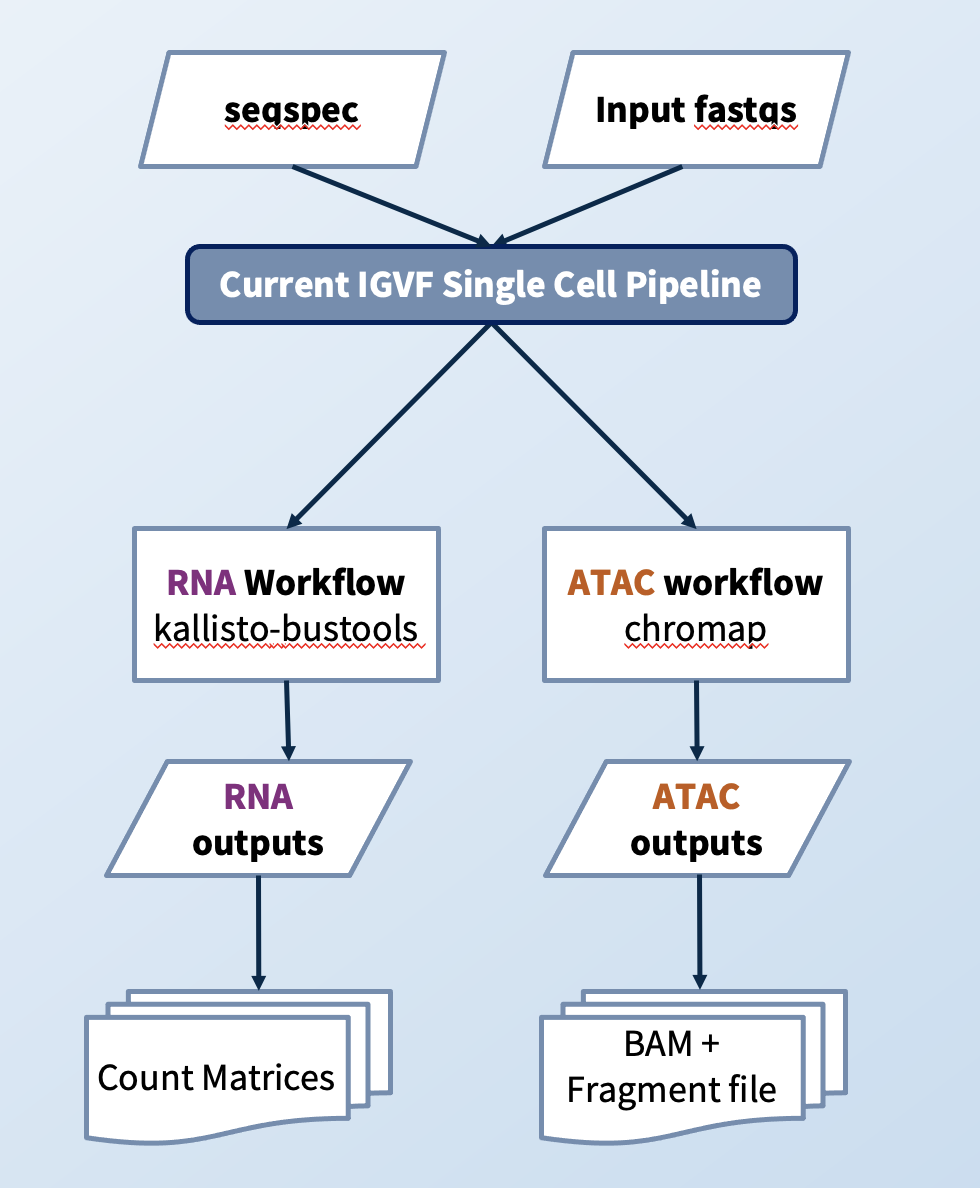 seqspec
Input fastqs
Current IGVF Single Cell Pipeline
RNA Workflow
kallisto-bustools
ATAC workflow
chromap
RNA
outputs
ATAC
outputs
Count Matrices
BAM +
Fragment file